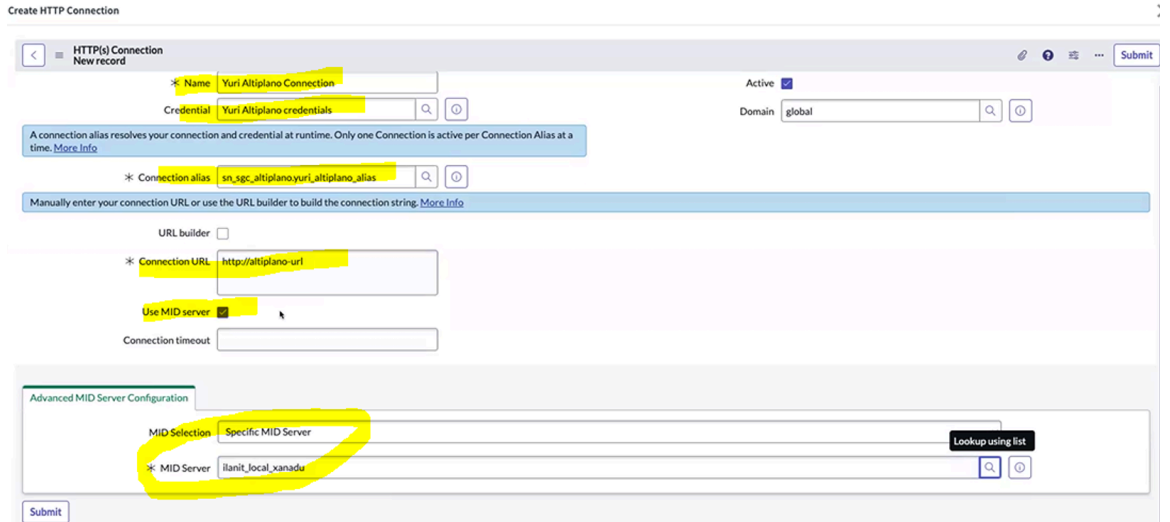 Create HTTP Connection
HTTP(s) Connection
New record
Submit
Name Yuri Altiplano Connection
Active
Credential Yuri Altiplano credentials
Domain global
A connection alias resolves your connection and credential at runtime. Only one Connection is active per Connection Alias at a
time. More Info
Connection alias sn_sgc_altiplano.yuri_altiplano_alias
Manually enter your connection URL or use the URL builder to build the connection string. More Info
URL builder
Connection URL http://altiplano-url
Use MID server
Connection timeout
Advanced MID Server Configuration
MID Selection Specific MID Server
Lookup using list
MID Server ilanit_local_xanadu
Submit